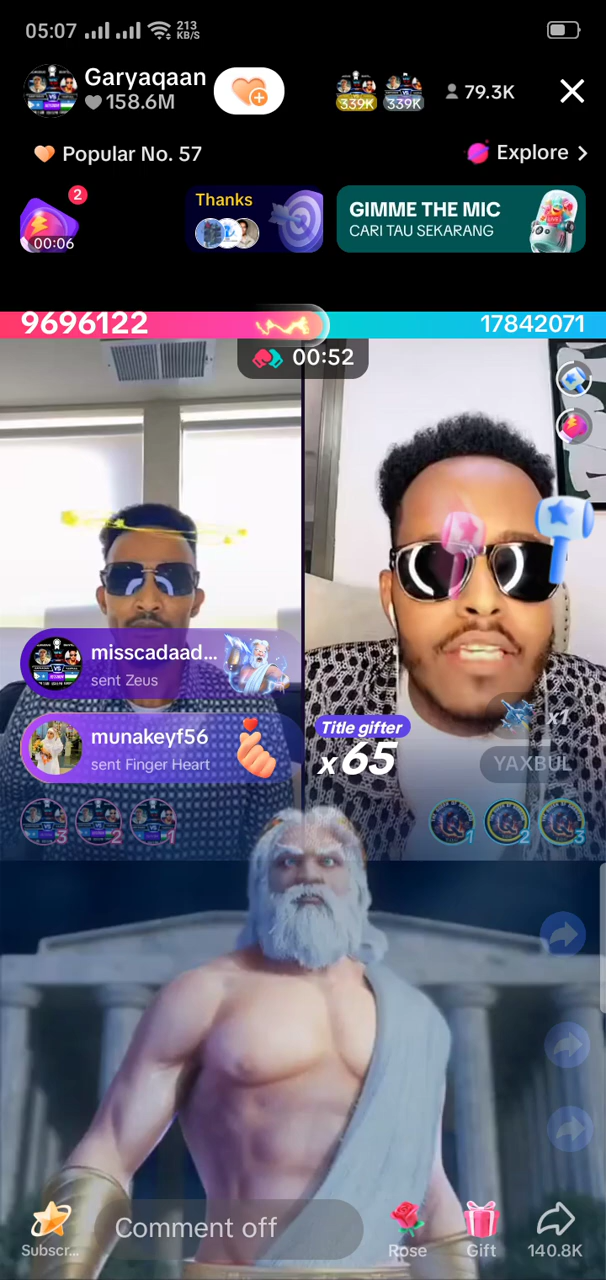 05:07
213
KB/S
Garyaqaan
158.6M
339K
339K
79.3K
Popular No. 57
Explore
2
00:06
Thanks
GIMME THE MIC
CARI TAU SEKARANG
9696122
17842071
00:52
misscadaad...
sent Zeus
Title gifter
x65
x1
YAXBUL
munakeyf56
sent Finger Heart
3
2
1
1
2
3
Comment off
Subscr...
Rose
Gift
140.8K